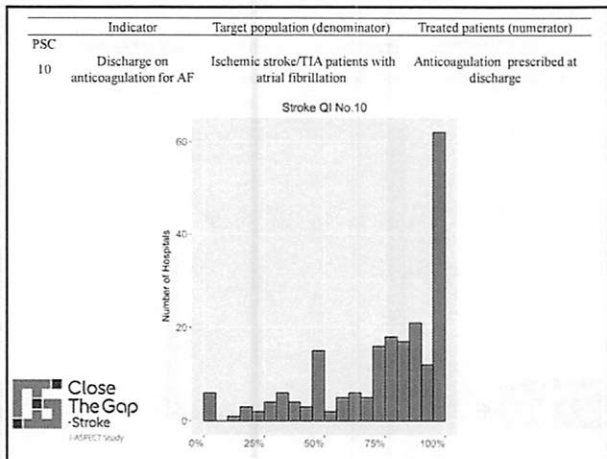 Indicator Target population (denominator) Treated patients (numerator)
PSC
10 Discharge on anticoagulation for AF Ischemic stroke/TIA patients with atrial fibrillation Anticoagulation prescribed at discharge
Stroke QI No.10
60
40
20
0
Number of Hospitals
0% 25% 50% 75% 100%
Close
The Gap
-Stroke
J-ASPECT Study